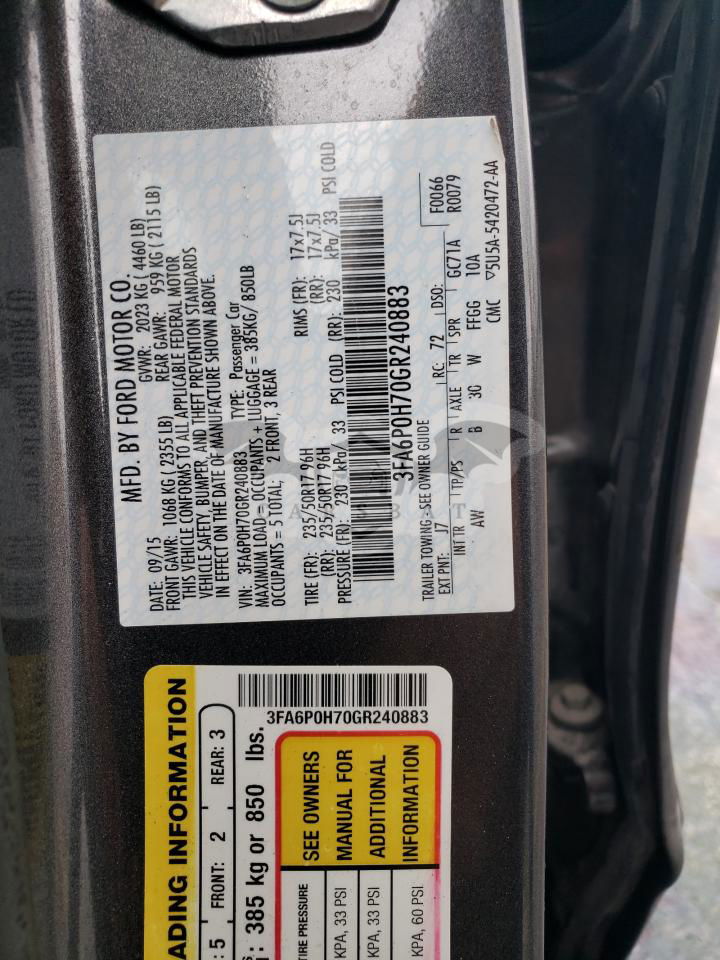 MFD. BY FORD MOTOR CO.
DATE: 09/15 GVWR: 2023 KG ( 4460 LB)
FRONT GAWR: 1068 KG ( 2355 LB) REAR GAWR: 959 KG ( 2115 LB)
THIS VEHICLE CONFORMS TO ALL APPLICABLE FEDERAL MOTOR
VEHICLE SAFETY, BUMPER, AND THEFT PREVENTION STANDARDS
IN EFFECT ON THE DATE OF MANUFACTURE SHOWN ABOVE.
VIN: 3FA6P0H70GR240883 TYPE: Passenger Car
MAXIMUM LOAD=OCCUPANTS + LUGGAGE = 385KG/ 850LB
OCCUPANTS = 5 TOTAL; 2 FRONT, 3 REAR
TIRE (FR): 235/50R17 96H RIMS (FR): 17x7.5J
(RR): 235/50R17 96H (RR): 17x7.5J
PRESSURE (FR): 230 kPa/ 33 PSI COLD (RR): 230 kPa/ 33 PSI COLD
3FA6P0H70GR240883
TRAILER TOWING-SEE OWNER GUIDE F0066
EXT PNT: J7 RC: 72 DSO: R0079
INT TR TP/PS R AXLE TR SPR GC71A
AW B 30 W FFGG 10A
CMC ▽5U5A-5420472-AA
3FA6P0H70GR240883
ADING INFORMATION
: 5 FRONT: 2 REAR: 3
: 385 kg or 850 lbs.
TIRE PRESSURE
KPA, 33 PSI
KPA, 33 PSI
KPA, 60 PSI
SEE OWNERS
MANUAL FOR
ADDITIONAL
INFORMATION